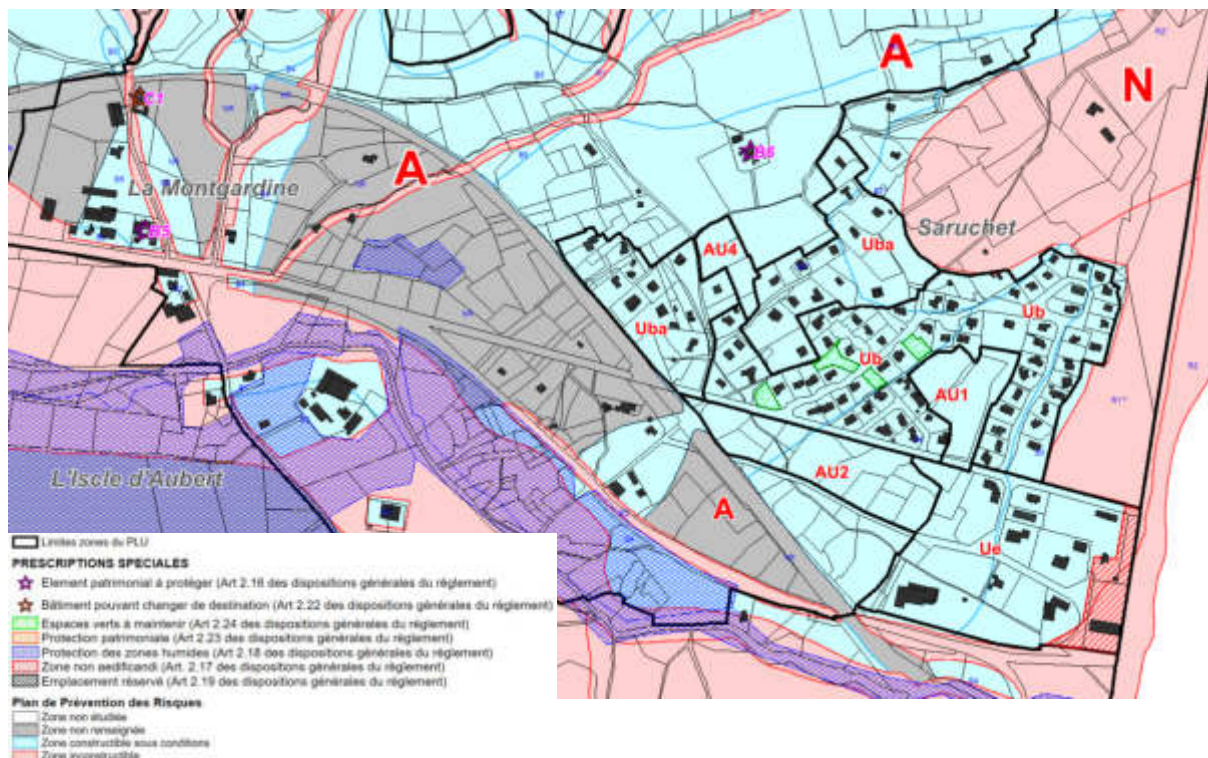 A
N
C1
A
B6
La Montgardine
Saruchet
B5
AU4
Uba
Uba
Ub
Ub
AU1
L'Iscle d'Aubert
AU2
A
Ue
Limites zones du PLU
PRESCRIPTIONS SPECIALES
Element patrimonial à protéger (Art 2.16 des dispositions générales du règlement)
Bâtiment pouvant changer de destination (Art 2.22 des dispositions générales du règlement)
Espaces verts à maintenir (Art 2.24 des dispositions générales du règlement)
Protection patrimoniale (Art 2.23 des dispositions générales du règlement)
Protection des zones humides (Art 2.18 des dispositions générales du règlement)
Zone non aedificandi (Art. 2.17 des dispositions générales du règlement)
Emplacement réservé (Art 2.19 des dispositions générales du règlement)
Plan de Prévention des Risques
Zone non étudiée
Zone non renseignée
Zone constructible sous conditions
Zone inconstructible